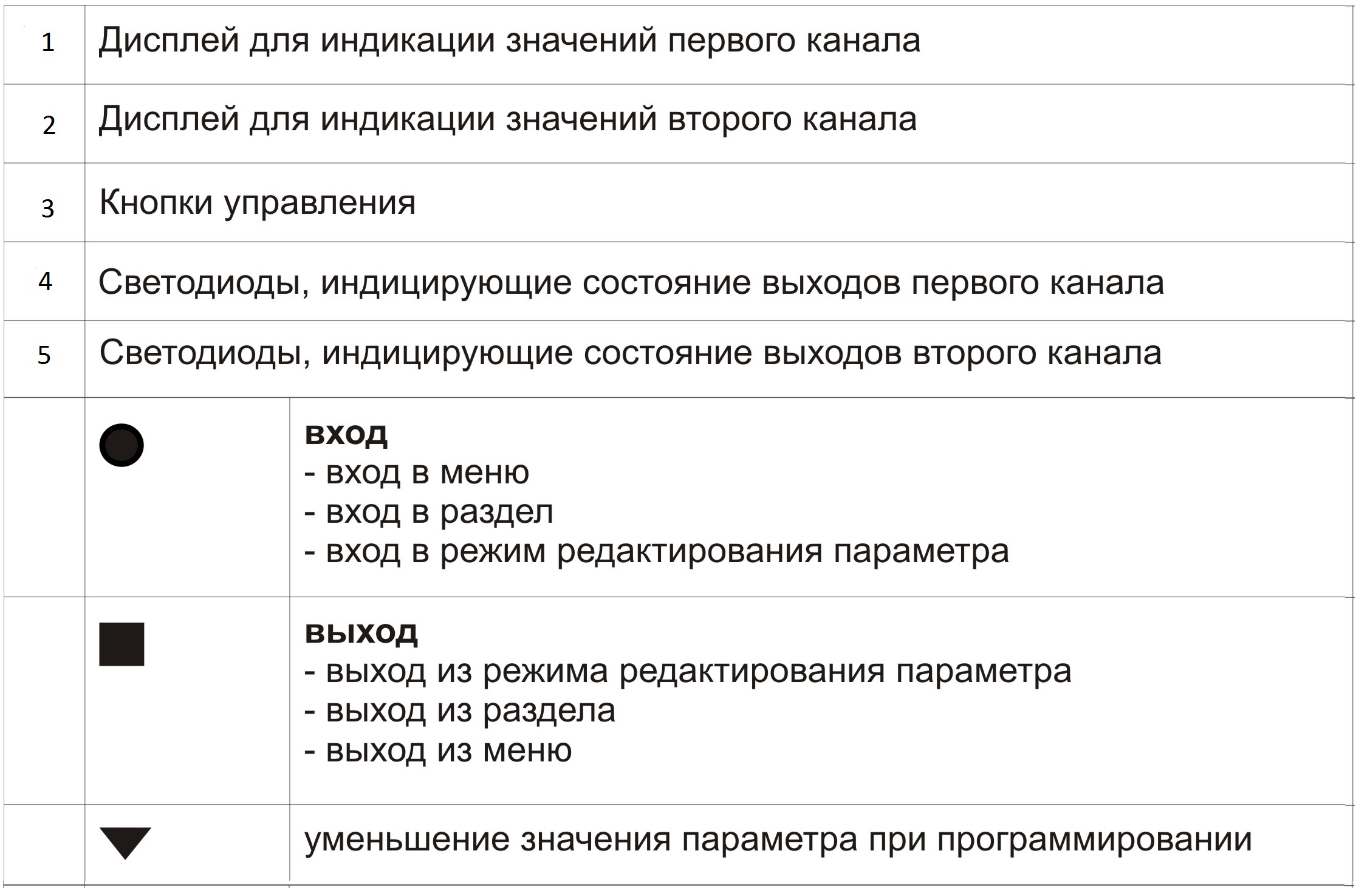 1 Дисплей для индикации значений первого канала
2 Дисплей для индикации значений второго канала
3 Кнопки управления
4 Светодиоды, индицирующие состояние выходов первого канала
5 Светодиоды, индицирующие состояние выходов второго канала
вход
- вход в меню
- вход в раздел
- вход в режим редактирования параметра
выход
- выход из режима редактирования параметра
- выход из раздела
- выход из меню
уменьшение значения параметра при программировании